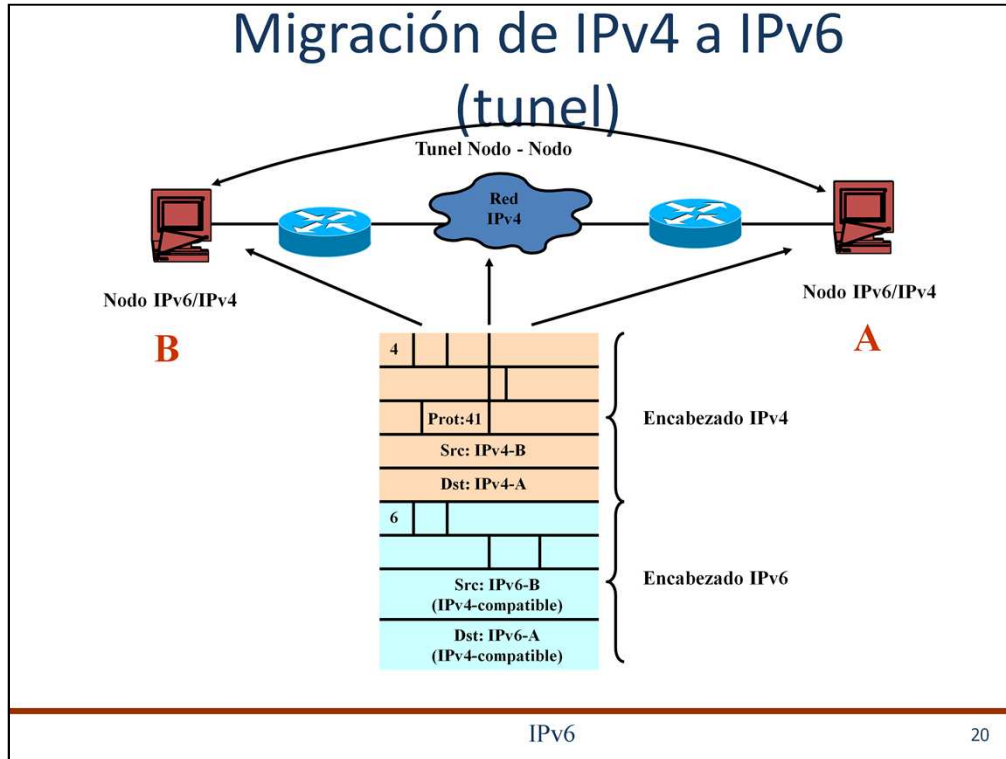 Migración de IPv4 a IPv6
(tunel)
Tunel Nodo - Nodo
Red
IPv4
Nodo IPv6/IPv4
Nodo IPv6/IPv4
B
A
4
Prot:41
Encabezado IPv4
Src: IPv4-B
Dst: IPv4-A
6
Src: IPv6-B
(IPv4-compatible)
Encabezado IPv6
Dst: IPv6-A
(IPv4-compatible)
IPv6
20